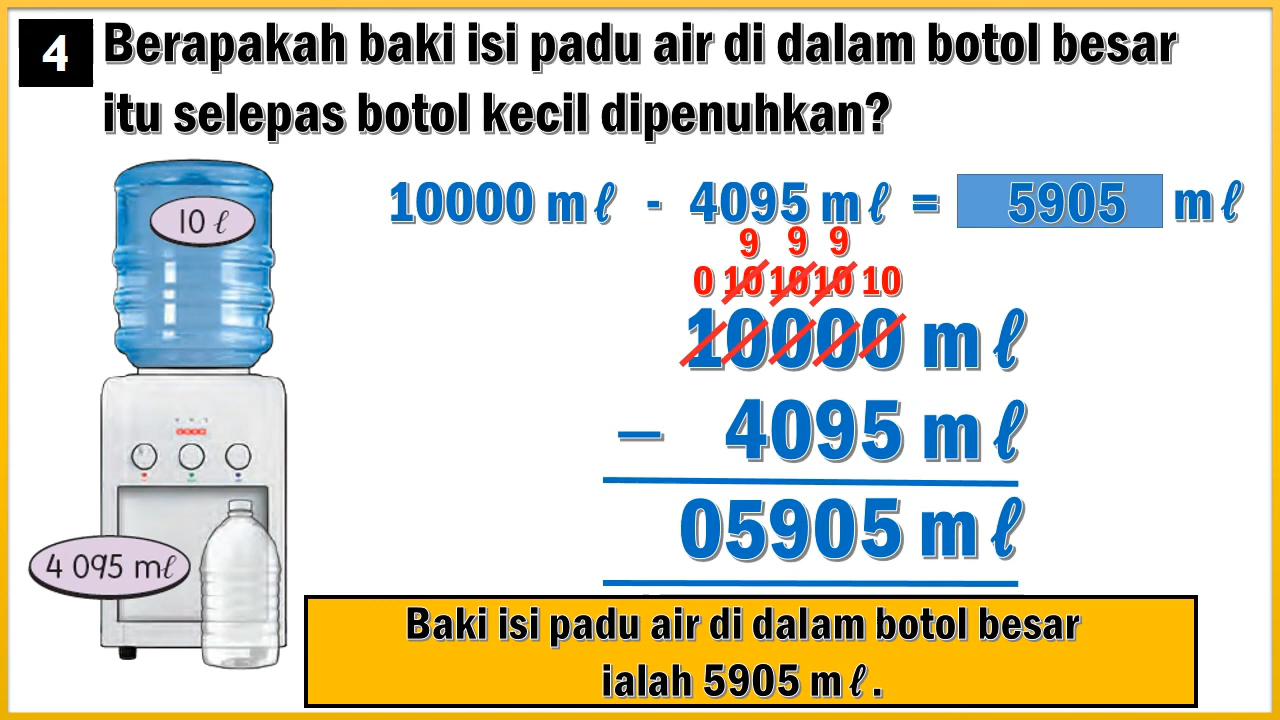 4 Berapakah baki isi padu air di dalam botol besar
itu selepas botol kecil dipenuhkan?
10 ℓ
10000 mℓ - 4095 mℓ = 5905 mℓ
9 9 9
0 10 10 10 10
10000 mℓ
– 4095 mℓ
05905 mℓ
4 095 mℓ
Baki isi padu air di dalam botol besar
ialah 5905 mℓ.